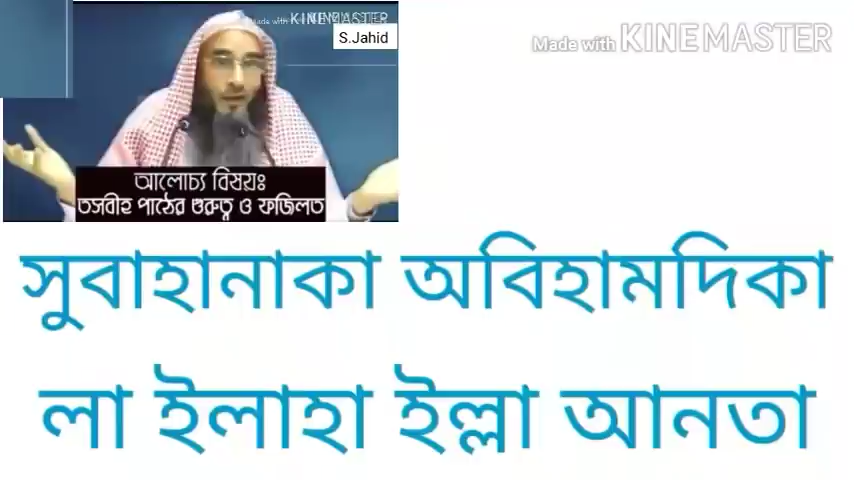 Made with KINEMASTER
S.Jahid
Made with KINEMASTER
আলোচ্য বিষয়ঃ
তসবীহ পাঠের গুরুত্ব ও ফজিলত
সুবাহানাকা অবিহামদিকা
লা ইলাহা ইল্লা আনতা